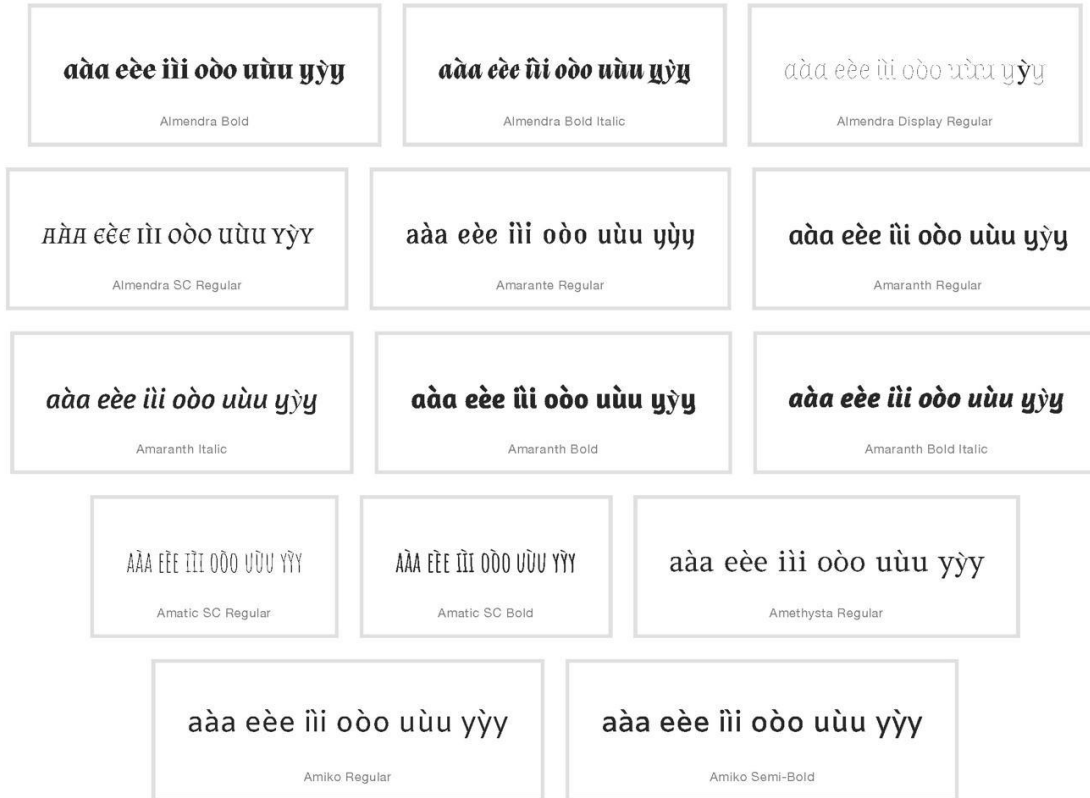 aàa eèe iìi oòo uùu yỳy
Almendra Bold
aàa eèe iìi oòo uùu yỳy
Almendra Bold Italic
aàa eèe iìi oòo uùu yỳy
Almendra Display Regular
AÀA EÈE IÌI OÒO UÙU YỲY
Almendra SC Regular
aàa eèe iìi oòo uùu yỳy
Amarante Regular
aàa eèe iìi oòo uùu yỳy
Amaranth Regular
aàa eèe iìi oòo uùu yỳy
Amaranth Italic
aàa eèe iìi oòo uùu yỳy
Amaranth Bold
aàa eèe iìi oòo uùu yỳy
Amaranth Bold Italic
AÀA EÈE IÌI OÒO UÙU YỲY
Amatic SC Regular
AÀA EÈE IÌI OÒO UÙU YỲY
Amatic SC Bold
aàa eèe iìi oòo uùu yỳy
Amethysta Regular
aàa eèe iìi oòo uùu yỳy
Amiko Regular
aàa eèe iìi oòo uùu yỳy
Amiko Semi-Bold